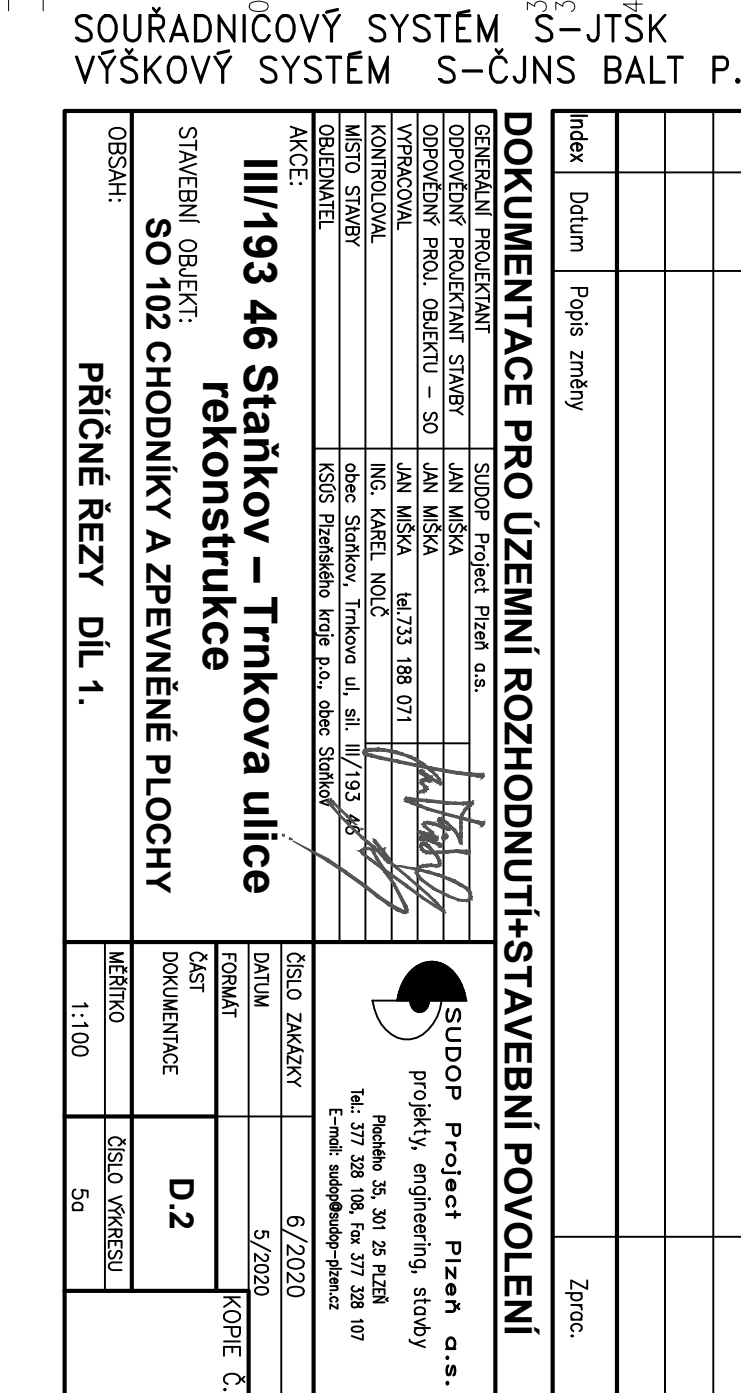 SOUŘADNICOVÝ SYSTÉM S-JTSK
VÝŠKOVÝ SYSTÉM S-ČJNS BALT P.
Index Datum Popis změny Zprac.
DOKUMENTACE PRO ÚZEMNÍ ROZHODNUTÍ+STAVEBNÍ POVOLENÍ
GENERÁLNÍ PROJEKTANT SUDOP Project Plzeň a.s.
ODPOVĚDNÝ PROJEKTANT STAVBY JAN MIŠKA
ODPOVĚDNÝ PROJ. OBJEKTU - SO JAN MIŠKA
VYPRACOVAL JAN MIŠKA tel.733 188 071
KONTROLOVAL ING. KAREL NOLČ
MÍSTO STAVBY obec Staňkov, Trnkova ul, sil. III/193 46
OBJEDNATEL KSÚS Plzeňského kraje p.o., obec Staňkov
SUDOP Project Plzeň a.s.
projekty, engineering, stavby
Plachého 35, 301 25 PLZEŇ
Tel.: 377 328 108, Fax 377 328 107
E-mail: sudop@sudop-plzen.cz
AKCE:
III/193 46 Staňkov – Trnkova ulice
rekonstrukce
STAVEBNÍ OBJEKT:
SO 102 CHODNÍKY A ZPEVNĚNÉ PLOCHY
OBSAH:
PŘÍČNÉ ŘEZY DÍL 1.
ČÍSLO ZAKÁZKY 6/2020
DATUM 5/2020
FORMÁT
KOPIE Č.
ČÁST
DOKUMENTACE
D.2
MĚŘÍTKO
1:100
ČÍSLO VÝKRESU
5a